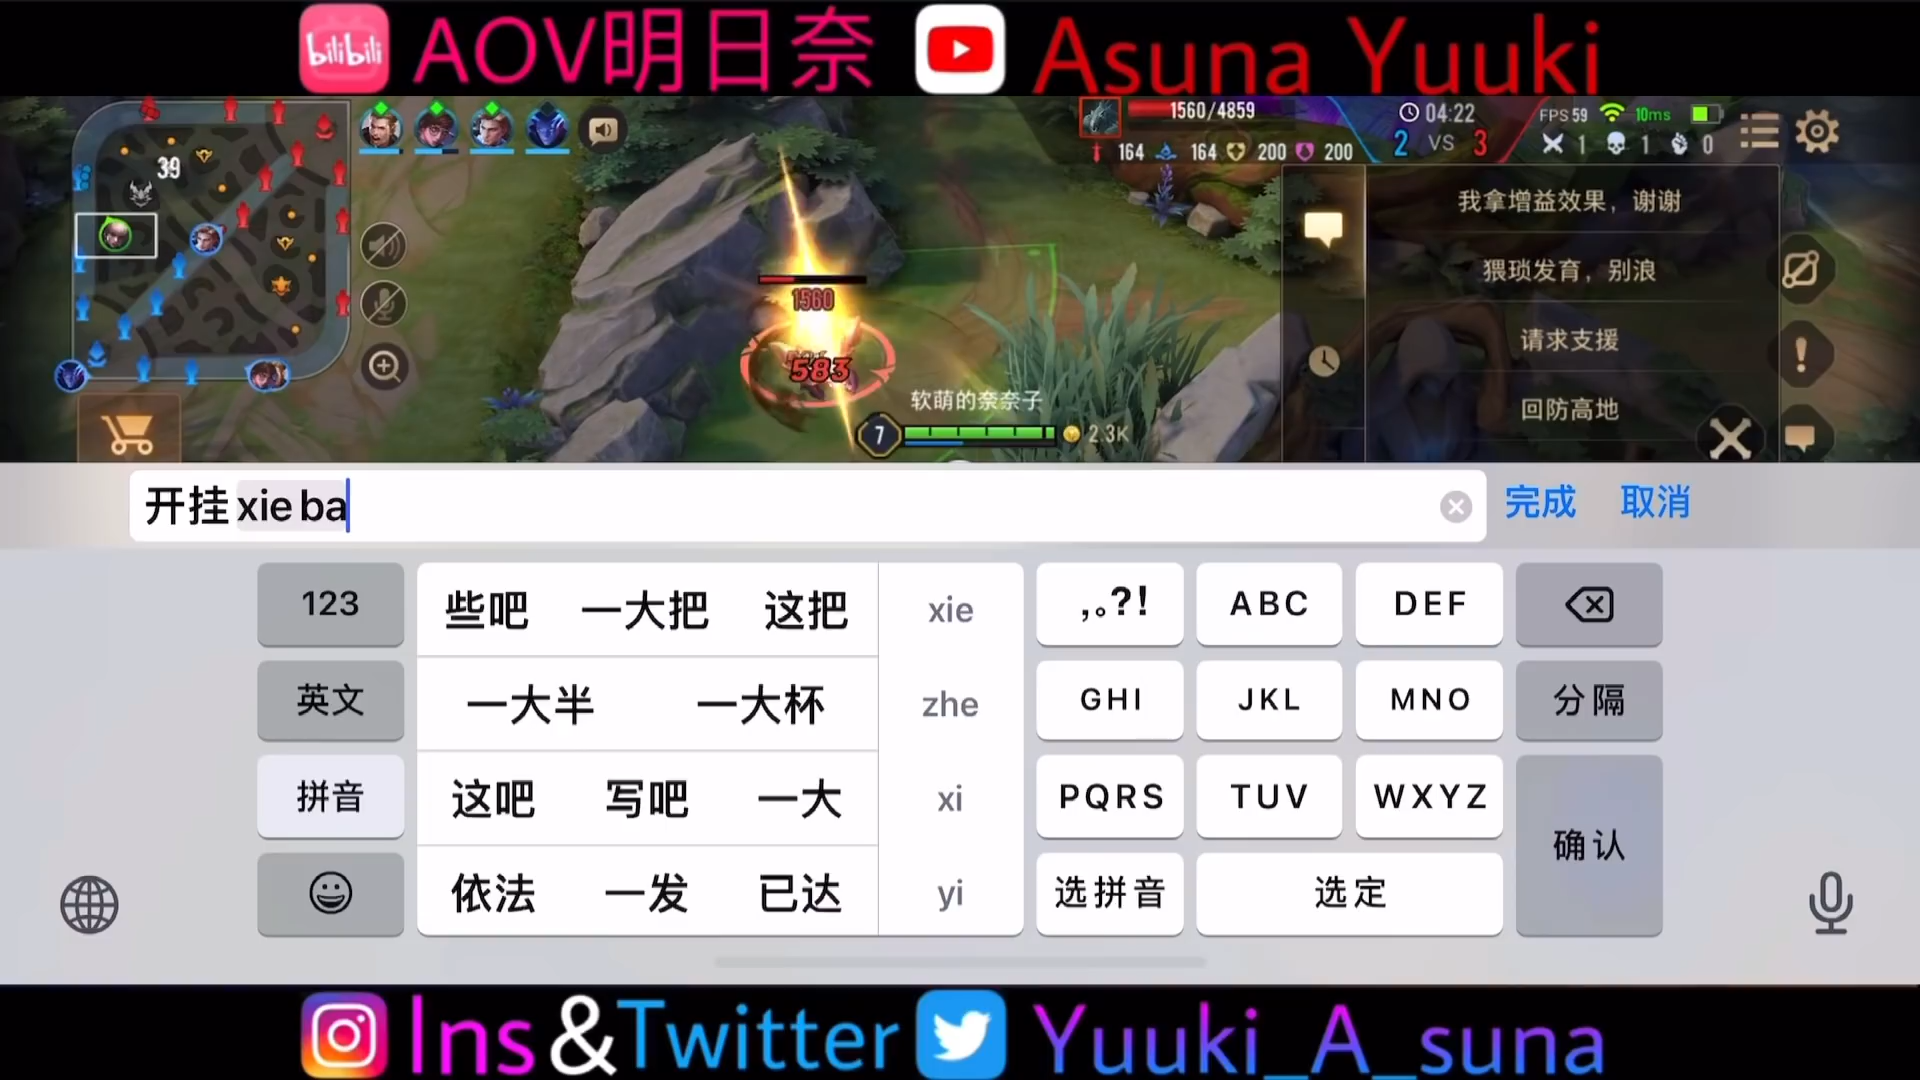 bilibili AOV明日奈 Asuna Yuuki
39
1560/4859
164 164 200 200
04:22
2 VS 3
FPS 59 10ms
1 1 0
我拿增益效果，谢谢
猥琐发育，别浪
请求支援
回防高地
1560
583
软萌的奈奈子
7 2.3K
开挂xie ba
完成 取消
123 些吧 一大把 这把 xie ,。?! ABC DEF
英文 一大半 一大杯 zhe GHI JKL MNO 分隔
拼音 这吧 写吧 一大 xi PQRS TUV WXYZ 确认
依法 一发 已达 yi 选拼音 选定
Ins&Twitter Yuuki_A_suna